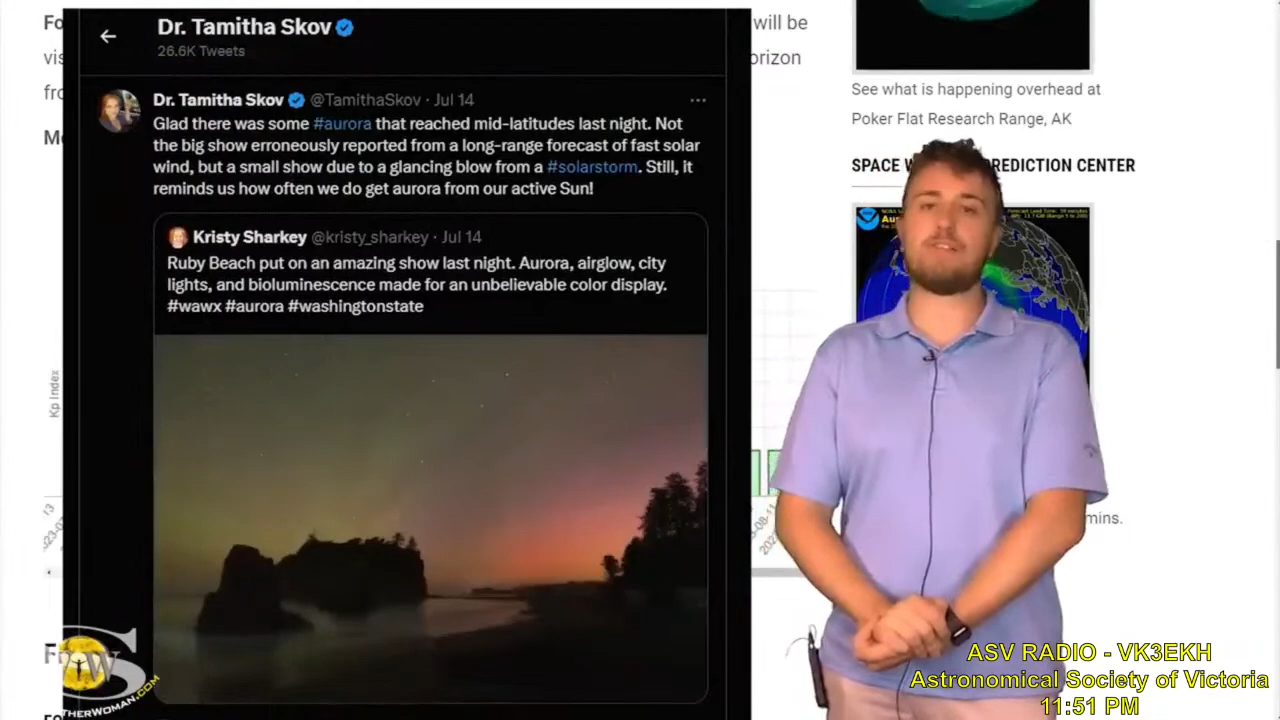 Dr. Tamitha Skov
26.6K Tweets
Dr. Tamitha Skov @TamithaSkov · Jul 14
Glad there was some #aurora that reached mid-latitudes last night. Not
the big show erroneously reported from a long-range forecast of fast solar
wind, but a small show due to a glancing blow from a #solarstorm. Still, it
reminds us how often we do get aurora from our active Sun!
Kristy Sharkey @kristy_sharkey · Jul 14
Ruby Beach put on an amazing show last night. Aurora, airglow, city
lights, and bioluminescence made for an unbelievable color display.
#wawx #aurora #washingtonstate
will be
Kp index
See what is happening overhead at
Poker Flat Research Range, AK
SPACE
PREDICTION CENTER
mins.
ASV RADIO - VK3EKH
Astronomical Society of Victoria
11:51 PM